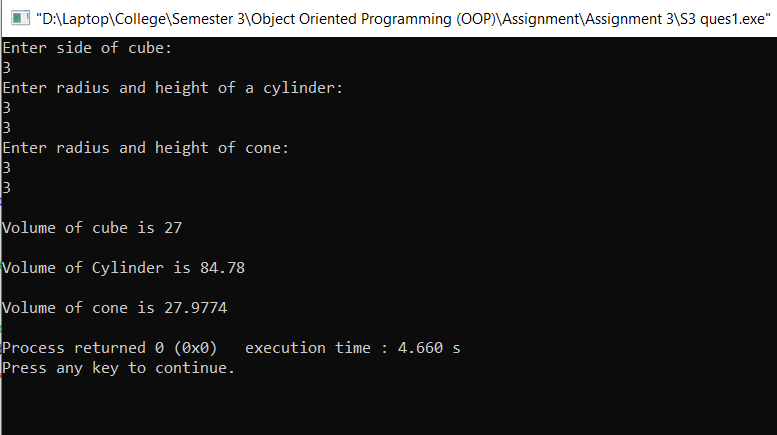 "D:\Laptop\College\Semester 3\Object Oriented Programming (OOP)\Assignment\Assignment 3\S3 ques1.exe"
Enter side of cube:
3
Enter radius and height of a cylinder:
3
3
Enter radius and height of cone:
3
3
Volume of cube is 27
Volume of Cylinder is 84.78
Volume of cone is 27.9774
Process returned 0 (0x0)   execution time : 4.660 s
Press any key to continue.